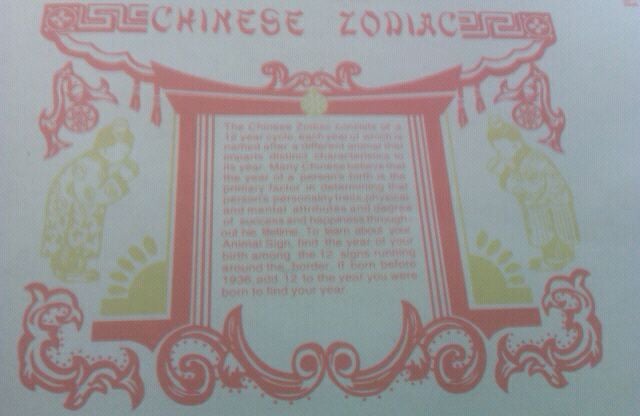 CHINESE ZODIAC
The Chinese Zodiac consists of a
12 year cycle, each year of which is
named after a different animal that
imparts distinct characteristics to
its year. Many Chinese believe that
the year of a person's birth is the
primary factor in determining that
person's personality traits, physical
and mental attributes and degree
of success and happiness through-
out his lifetime. To learn about your
Animal Sign, find the year of your
birth among the 12 signs running
around the border. If born before
1936, add 12 to the year you were
born to find your year.